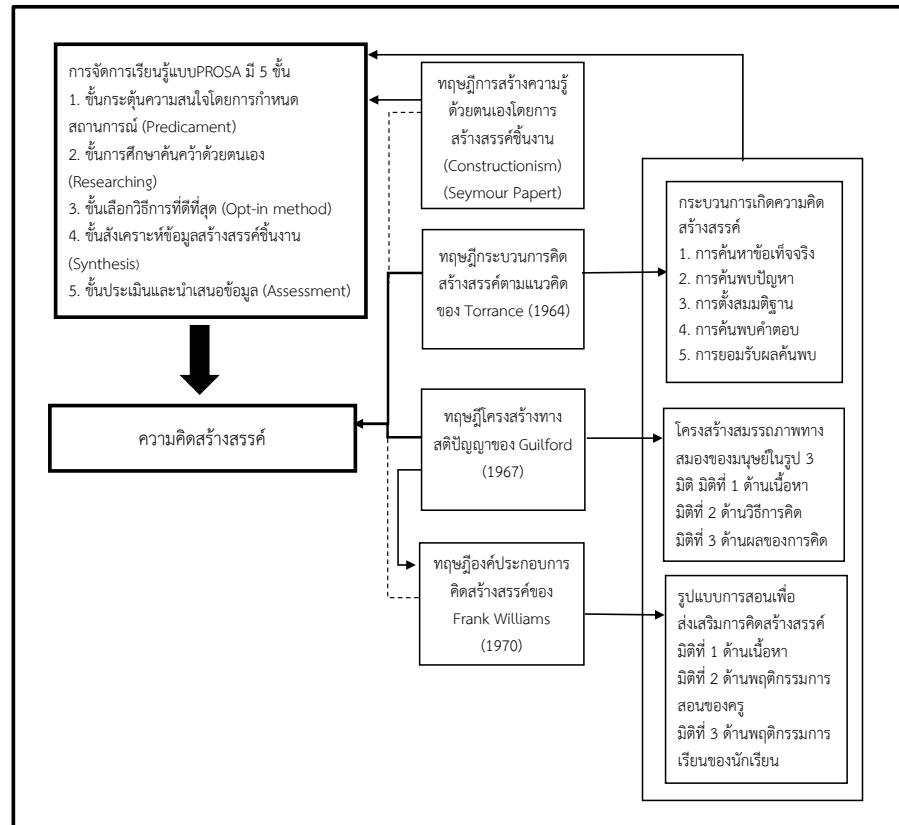 การจัดการเรียนรู้แบบPROSA มี 5 ขั้น
1. ขั้นกระตุ้นความสนใจโดยการกำหนด
สถานการณ์ (Predicament)
2. ขั้นการศึกษาค้นคว้าด้วยตนเอง
(Researching)
3. ขั้นเลือกวิธีการที่ดีที่สุด (Opt-in method)
4. ขั้นสังเคราะห์ข้อมูลสร้างสรรค์ชิ้นงาน
(Synthesis)
5. ขั้นประเมินและนำเสนอข้อมูล (Assessment)
ความคิดสร้างสรรค์
ทฤษฎีการสร้างความรู้
ด้วยตนเองโดยการ
สร้างสรรค์ชิ้นงาน
(Constructionism)
(Seymour Papert)
ทฤษฎีกระบวนการคิด
สร้างสรรค์ตามแนวคิด
ของ Torrance (1964)
ทฤษฎีโครงสร้างทาง
สติปัญญาของ Guilford
(1967)
ทฤษฎีองค์ประกอบการ
คิดสร้างสรรค์ของ
Frank Williams
(1970)
กระบวนการเกิดความคิด
สร้างสรรค์
1. การค้นหาข้อเท็จจริง
2. การค้นพบปัญหา
3. การตั้งสมมติฐาน
4. การค้นพบคำตอบ
5. การยอมรับผลค้นพบ
โครงสร้างสมรรถภาพทาง
สมองของมนุษย์ในรูป 3
มิติ มิติที่ 1 ด้านเนื้อหา
มิติที่ 2 ด้านวิธีการคิด
มิติที่ 3 ด้านผลของการคิด
รูปแบบการสอนเพื่อ
ส่งเสริมการคิดสร้างสรรค์
มิติที่ 1 ด้านเนื้อหา
มิติที่ 2 ด้านพฤติกรรมการ
สอนของครู
มิติที่ 3 ด้านพฤติกรรมการ
เรียนของนักเรียน